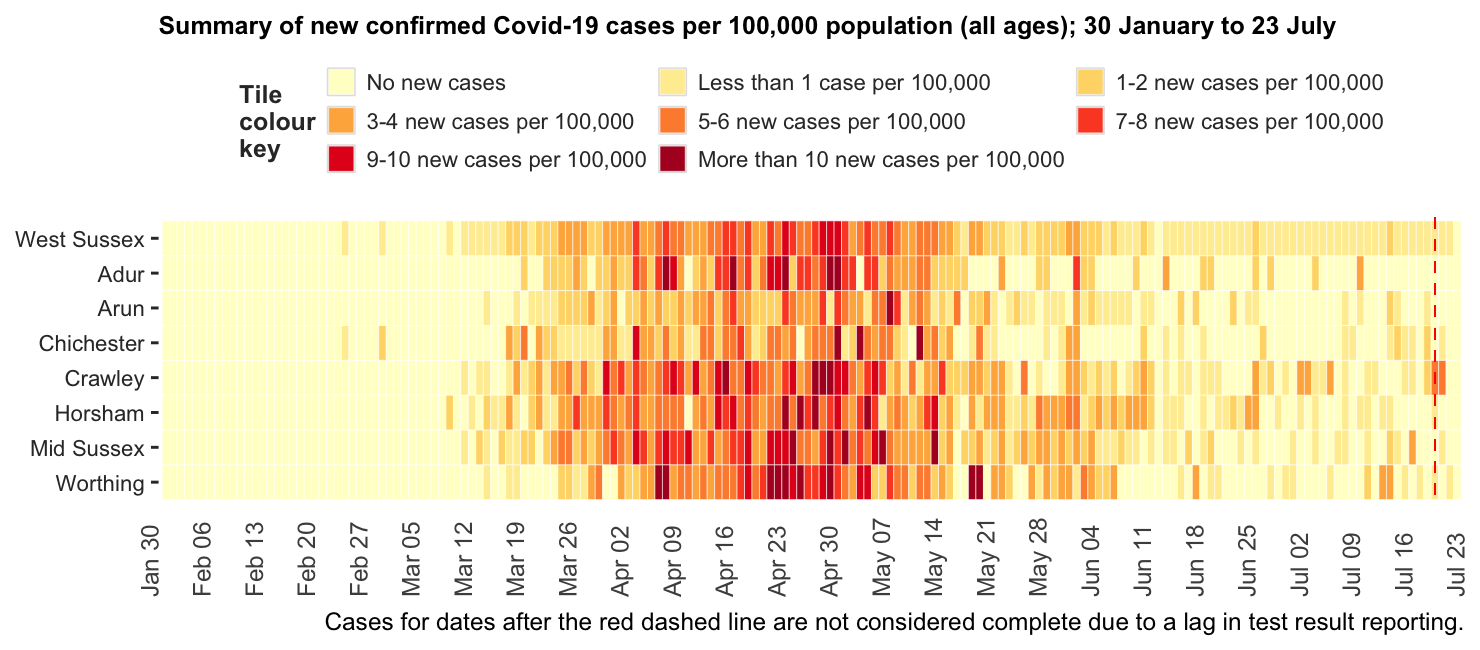 Summary of new confirmed Covid-19 cases per 100,000 population (all ages); 30 January to 23 July
Tile
colour
key
No new cases
Less than 1 case per 100,000
1-2 new cases per 100,000
3-4 new cases per 100,000
5-6 new cases per 100,000
7-8 new cases per 100,000
9-10 new cases per 100,000
More than 10 new cases per 100,000
West Sussex
Adur
Arun
Chichester
Crawley
Horsham
Mid Sussex
Worthing
Jan 30
Feb 06
Feb 13
Feb 20
Feb 27
Mar 05
Mar 12
Mar 19
Mar 26
Apr 02
Apr 09
Apr 16
Apr 23
Apr 30
May 07
May 14
May 21
May 28
Jun 04
Jun 11
Jun 18
Jun 25
Jul 02
Jul 09
Jul 16
Jul 23
Cases for dates after the red dashed line are not considered complete due to a lag in test result reporting.